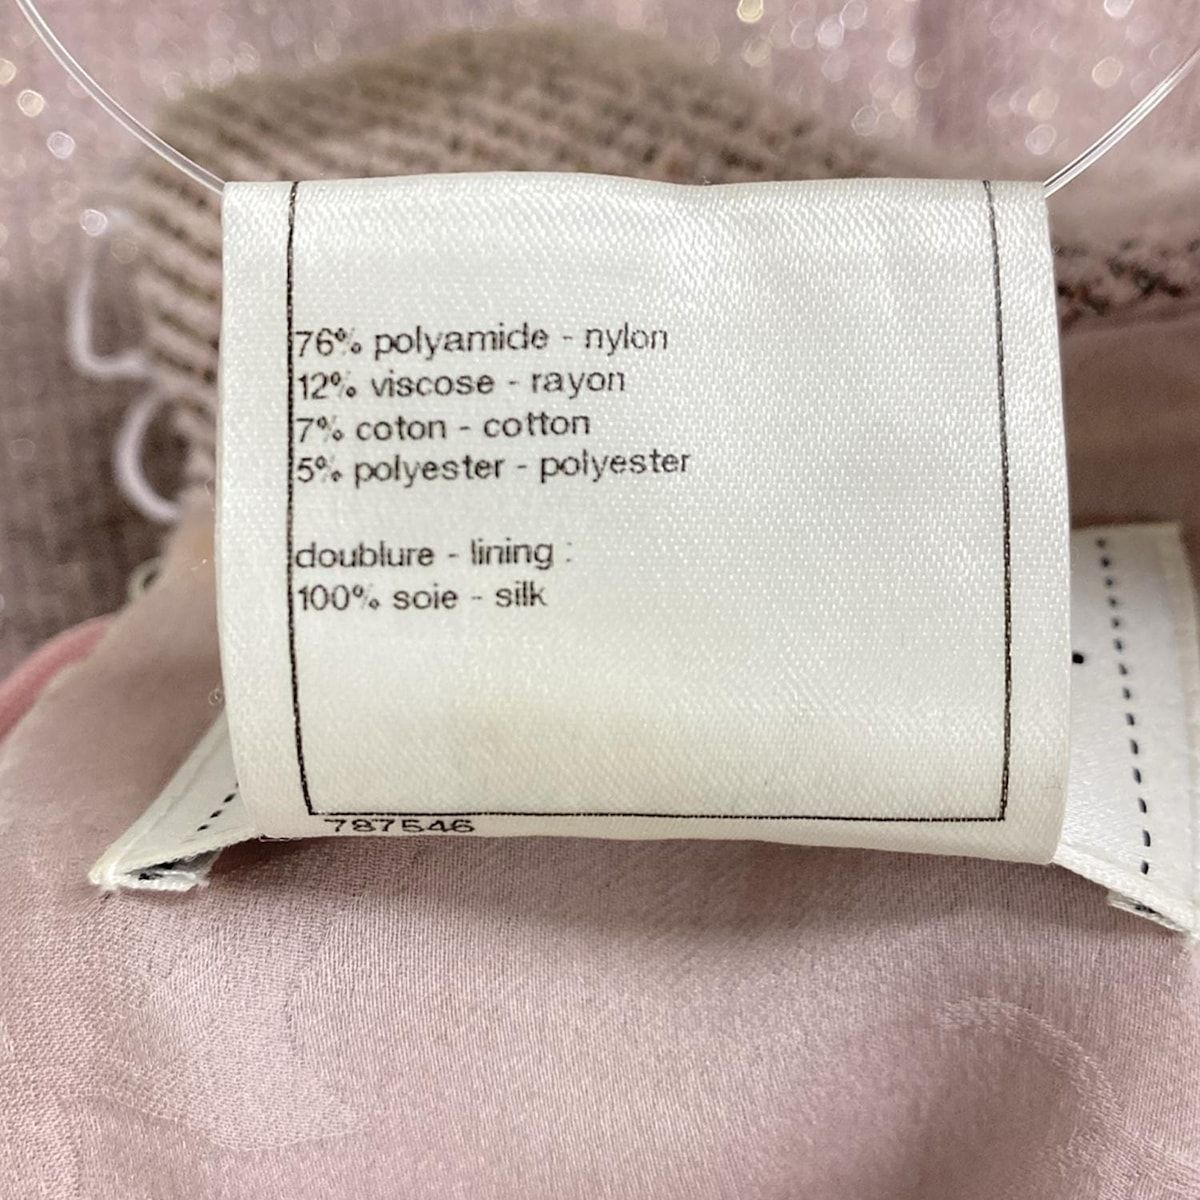 76% polyamide - nylon
12% viscose - rayon
7% coton - cotton
5% polyester - polyester
doublure - lining :
100% soie - silk
787546